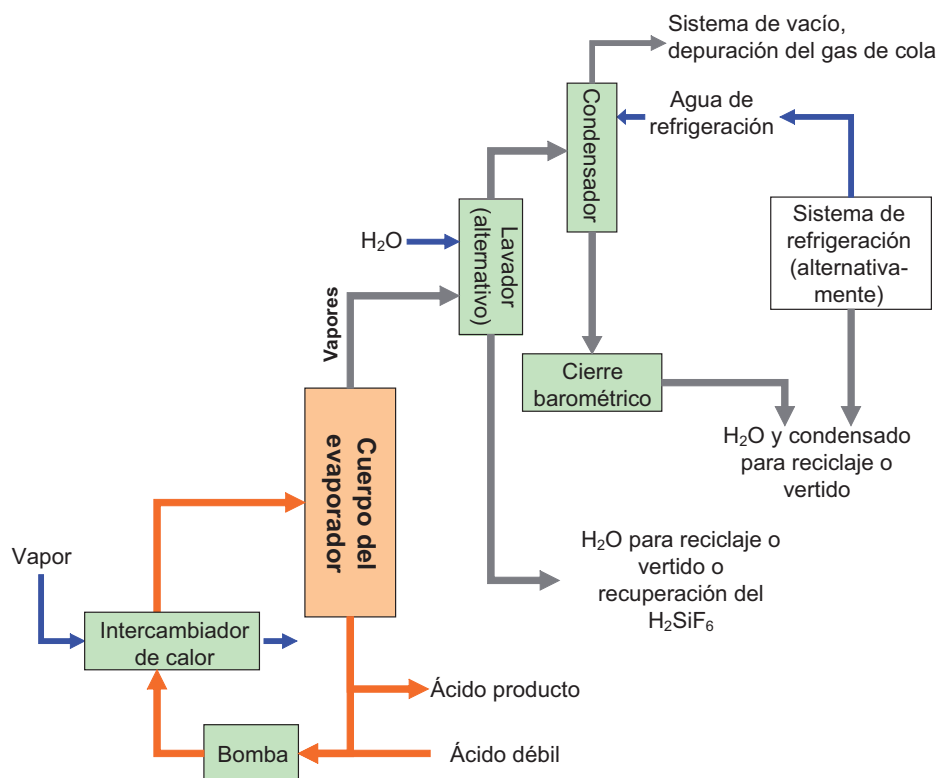 Sistema de vacío,
depuración del gas de cola
Condensador
Agua de
refrigeración
Sistema de
refrigeración
(alternativa-
mente)
Lavador
(alternativo)
H₂O
Vapores
Cierre
barométrico
H₂O y condensado
para reciclaje o
vertido
Cuerpo del
evaporador
H₂O para reciclaje o
vertido o
recuperación del
H₂SiF₆
Vapor
Intercambiador
de calor
Ácido producto
Bomba
Ácido débil